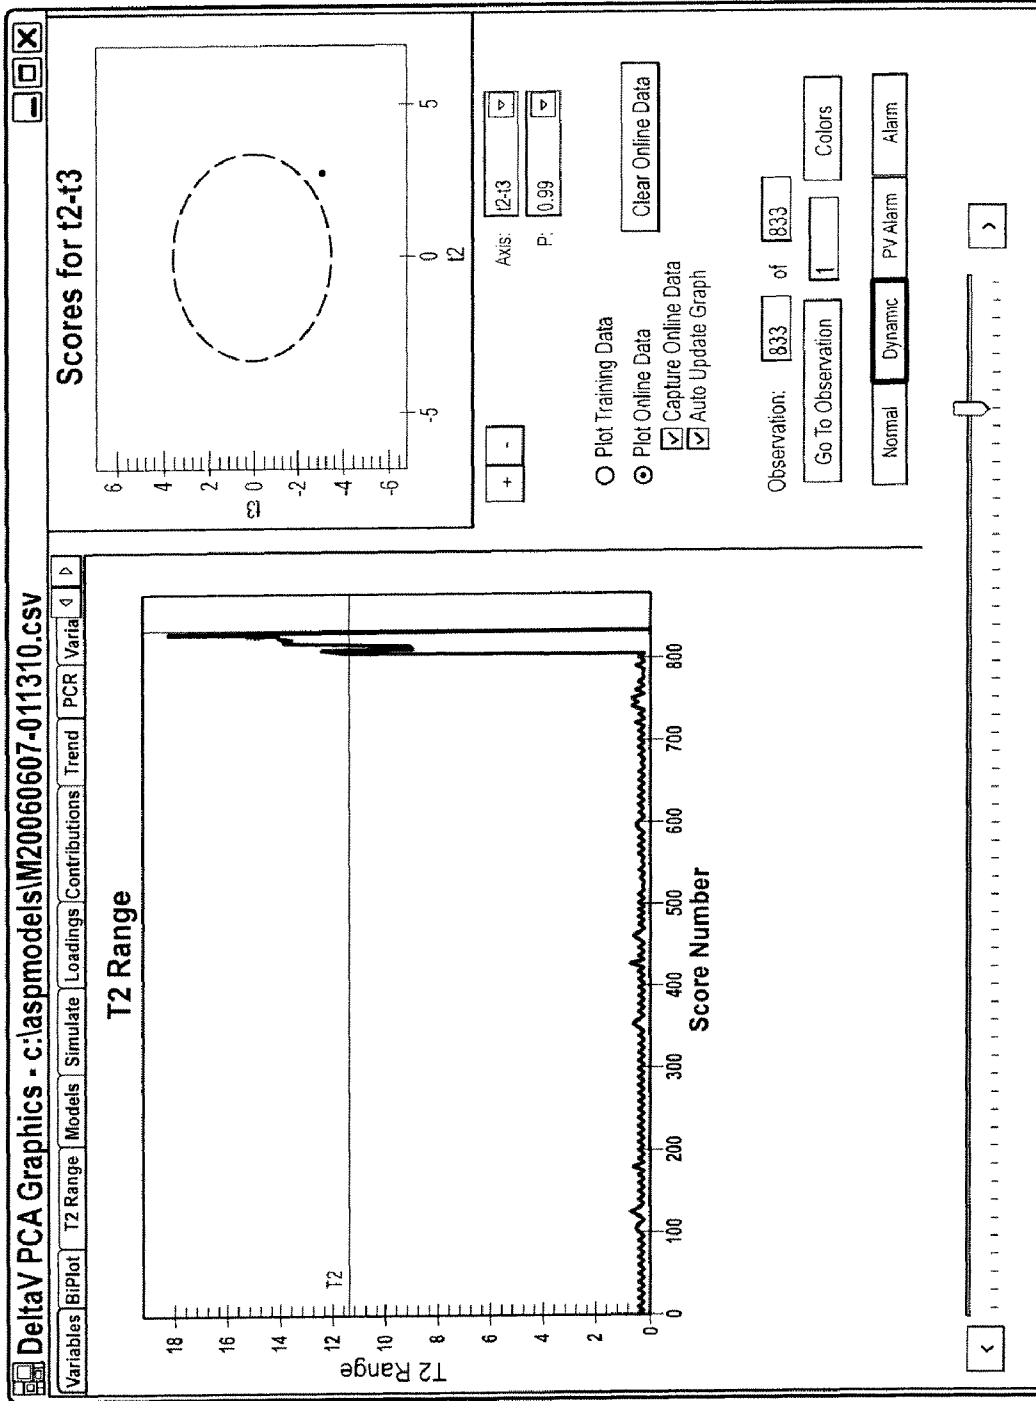 DeltaV PCA Graphics - c:\aspmodels\M20060607-011310.csv
Variables BiPlot T2 Range Models Simulate Loadings Contributions Trend PCR Varia
T2 Range
T2 Range
18
16
14
12
10
8
6
4
2
0
T2
0 100 200 300 400 500 600 700 800
Score Number
Scores for t2-t3
t3
6
4
2
0
-2
-4
-6
-5 0 5
t2
+ -
Axis: t2-t3
P: 0.99
Plot Training Data
Plot Online Data
Capture Online Data
Auto Update Graph
Clear Online Data
Observation: 833 of 833
Go To Observation 1 Colors
Normal Dynamic PV Alarm Alarm
< >